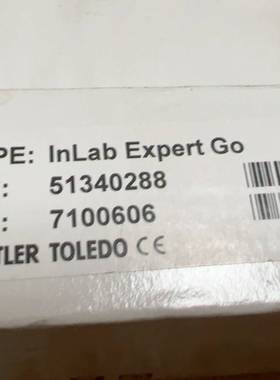 PE: InLab Expert Go
: 51340288
: 7100606
TLER TOLEDO CE